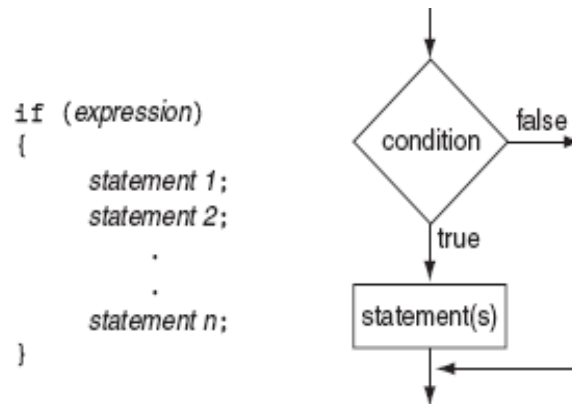 if (expression)
{
statement 1;
statement 2;
.
.
statement n;
}
condition
false
true
statement(s)